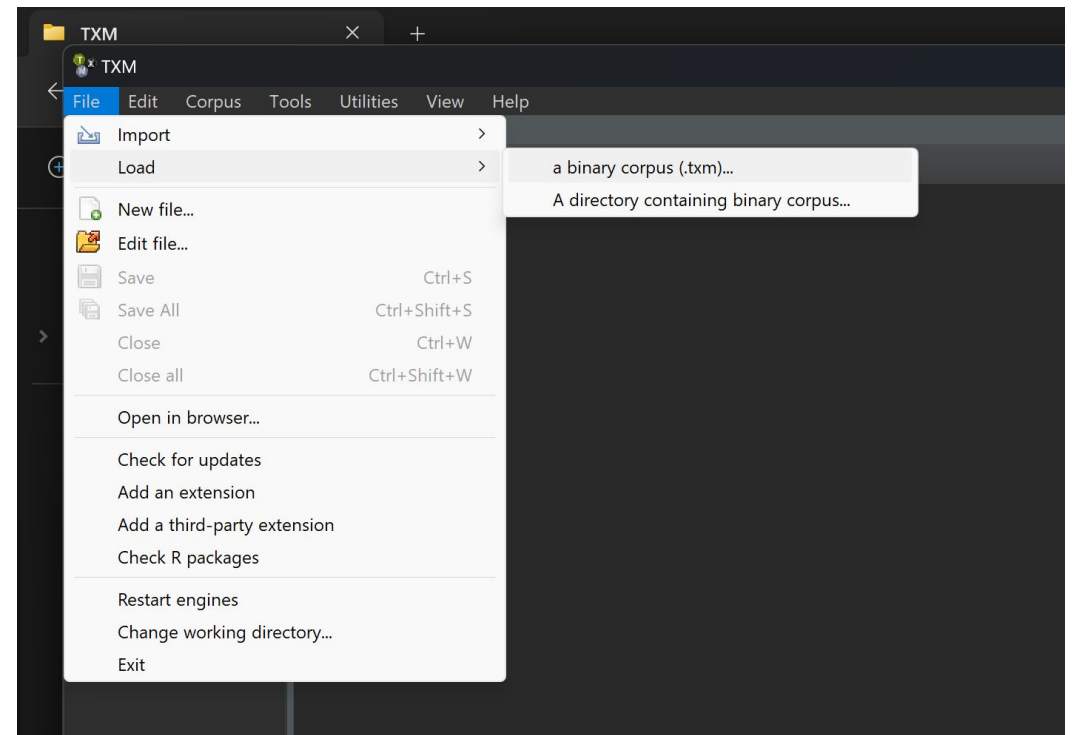 TXM
TXM
File Edit Corpus Tools Utilities View Help
Import
Load
a binary corpus (.txm)...
A directory containing binary corpus...
New file...
Edit file...
Save Ctrl+S
Save All Ctrl+Shift+S
Close Ctrl+W
Close all Ctrl+Shift+W
Open in browser...
Check for updates
Add an extension
Add a third-party extension
Check R packages
Restart engines
Change working directory...
Exit